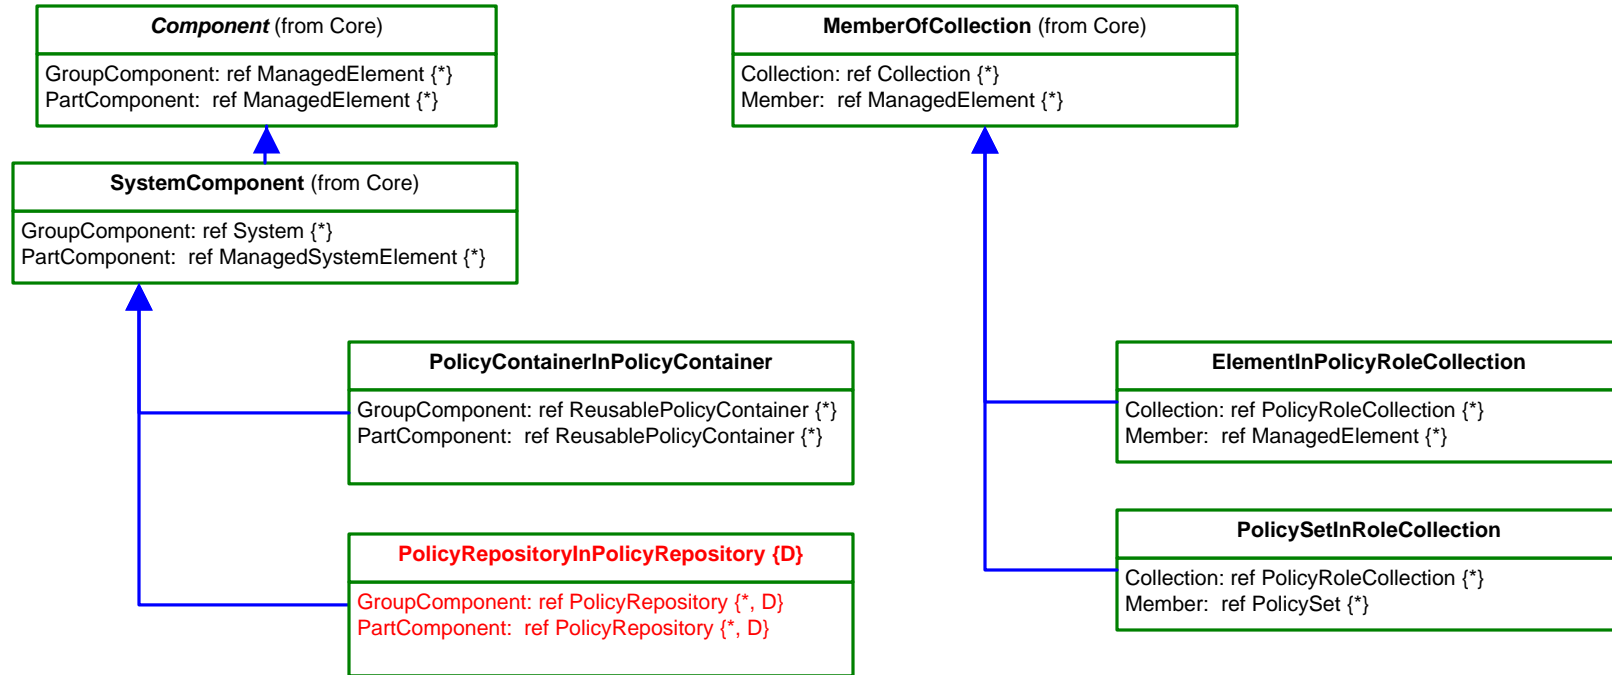 Component (from Core)
GroupComponent: ref ManagedElement {*}
PartComponent:  ref ManagedElement {*}
SystemComponent (from Core)
GroupComponent: ref System {*}
PartComponent:  ref ManagedSystemElement {*}
PolicyContainerInPolicyContainer
GroupComponent: ref ReusablePolicyContainer {*}
PartComponent:  ref ReusablePolicyContainer {*}
PolicyRepositoryInPolicyRepository {D}
GroupComponent: ref PolicyRepository {*, D}
PartComponent:  ref PolicyRepository {*, D}
MemberOfCollection (from Core)
Collection: ref Collection {*}
Member:  ref ManagedElement {*}
ElementInPolicyRoleCollection
Collection: ref PolicyRoleCollection {*}
Member:  ref ManagedElement {*}
PolicySetInRoleCollection
Collection: ref PolicyRoleCollection {*}
Member:  ref PolicySet {*}